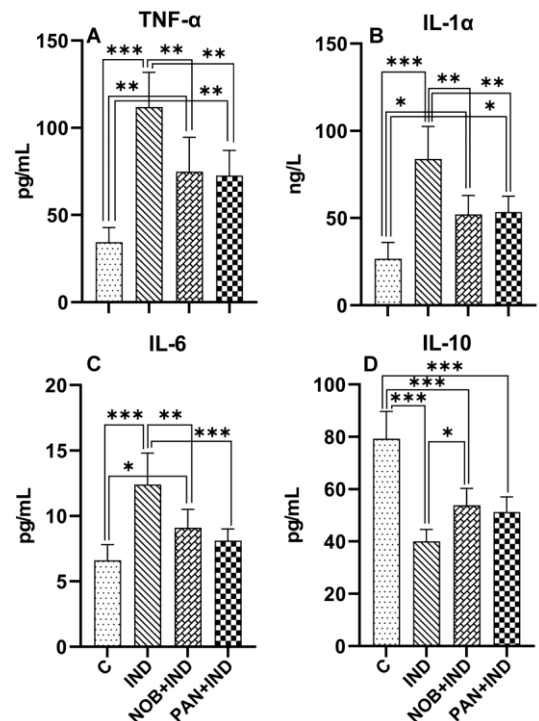 TNF-α
A
150
100
50
0
pg/mL
*** ** **
** **
IL-1α
B
150
100
50
0
ng/L
***
** **
* *
IL-6
C
20
15
10
5
0
pg/mL
*** **
***
*
C
IND
NOB+IND
PAN+IND
IL-10
D
100
80
60
40
20
0
pg/mL
***
***
***
*
C
IND
NOB+IND
PAN+IND